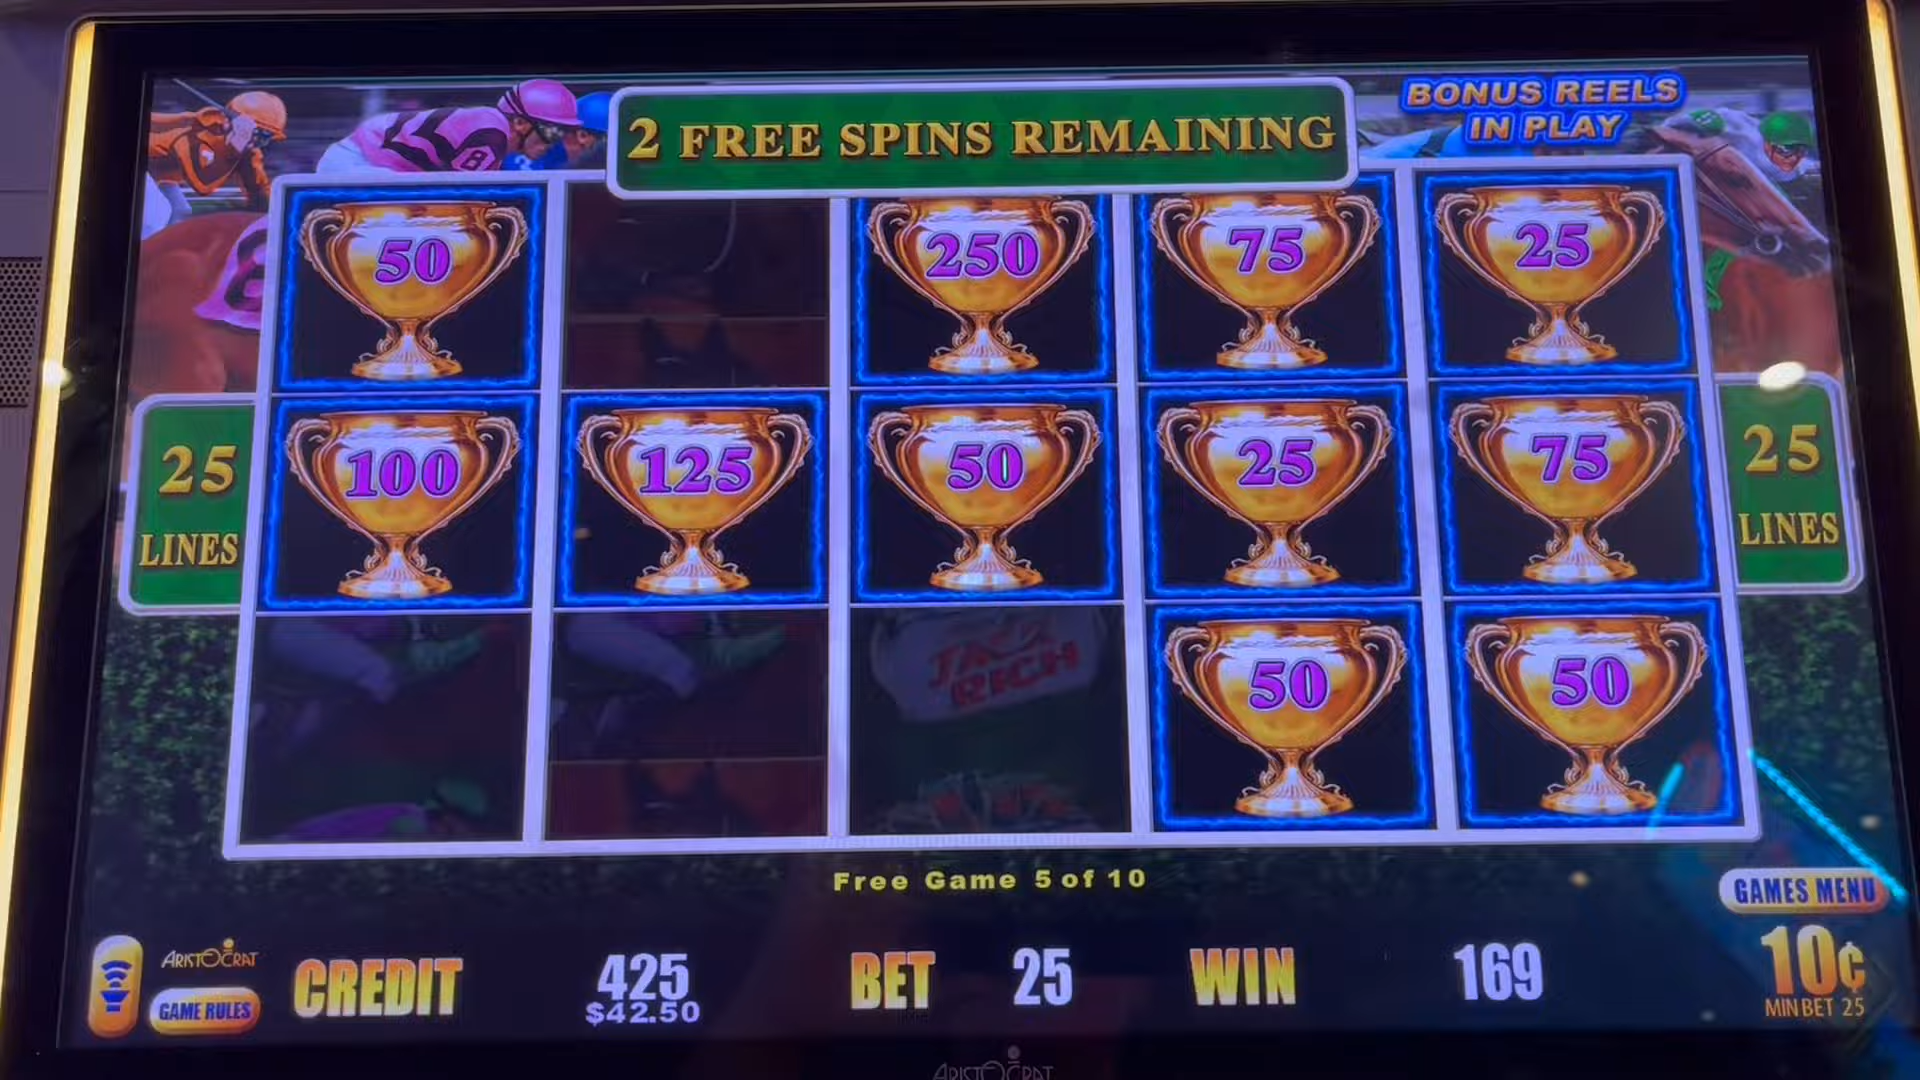 BONUS REELS
IN PLAY
2 FREE SPINS REMAINING
8
50
250
75
25
25
LINES
100
125
50
25
75
25
LINES
50
50
Free Game 5 of 10
GAMES MENU
ARISTOCRAT
GAME RULES
CREDIT
425
$42.50
BET
25
WIN
169
10¢
MIN BET 25
ARISTOCRAT